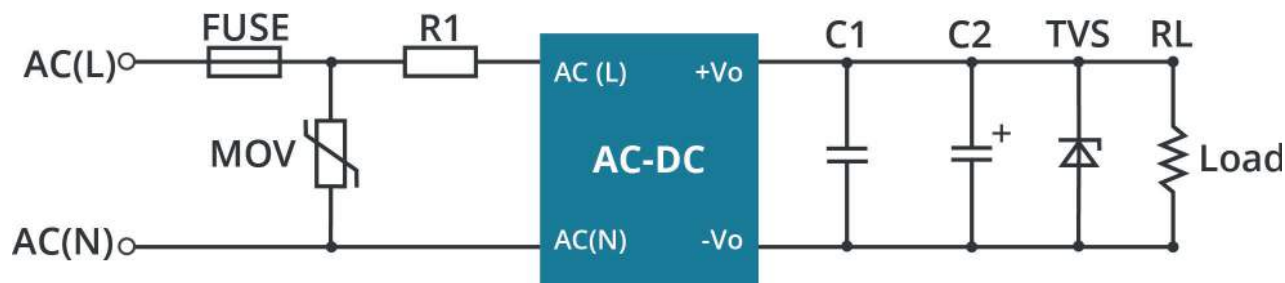 FUSE R1 C1 C2 TVS RL
AC(L) AC (L) +Vo
+
MOV AC-DC Load
AC(N) AC(N) -Vo